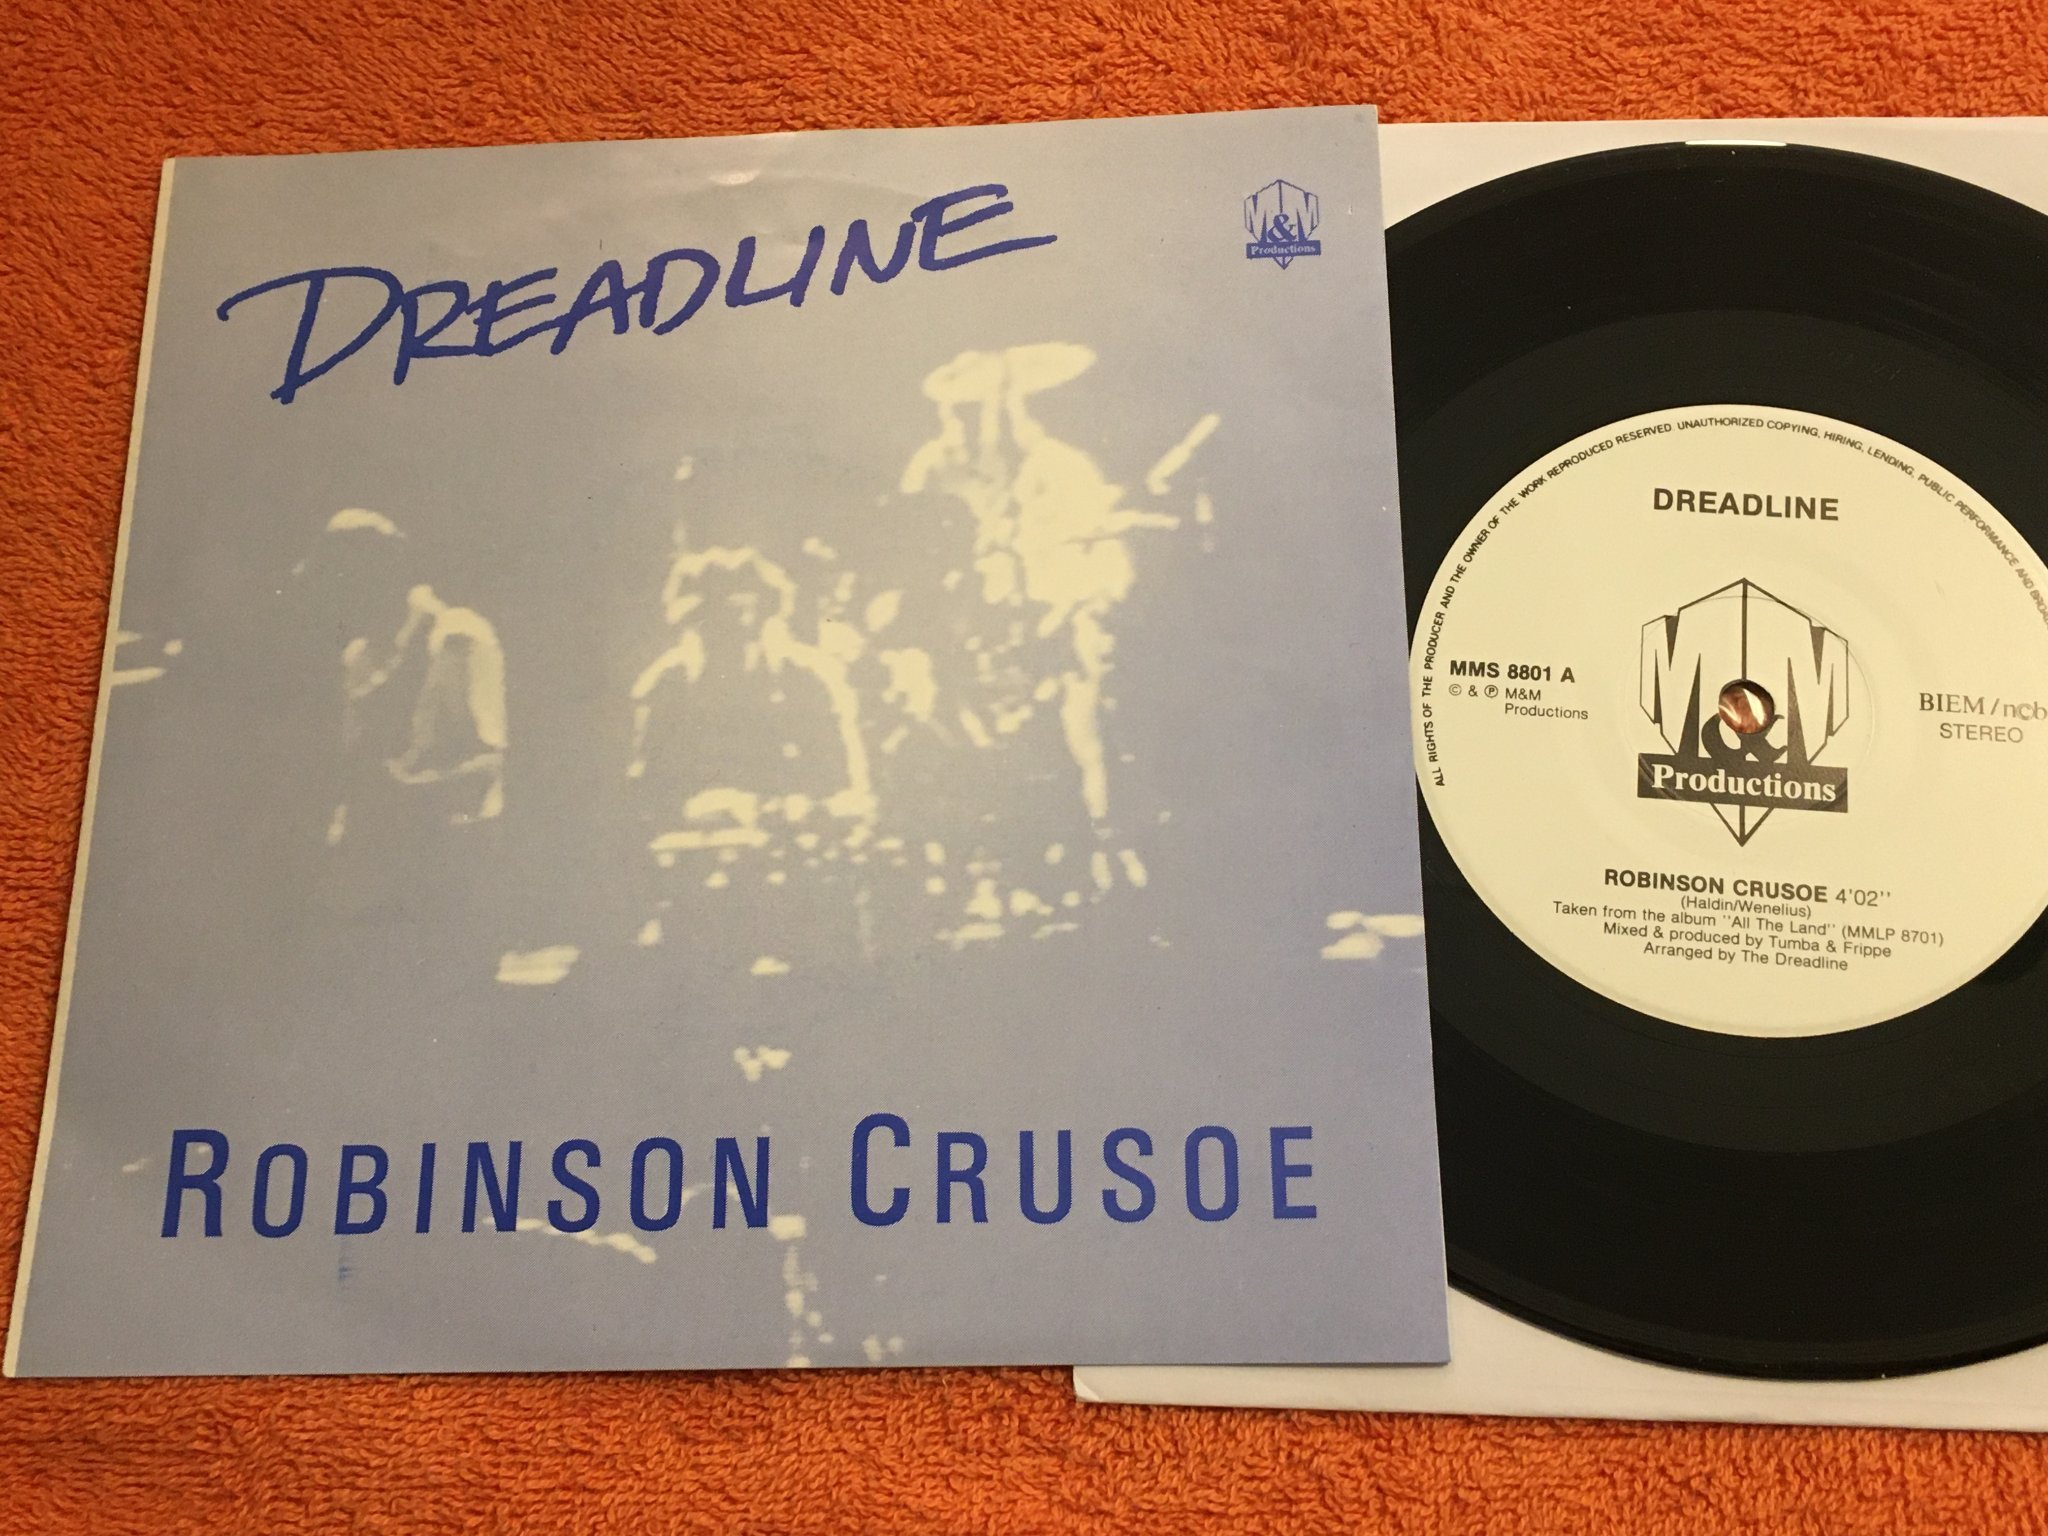 DREADLINE
M&M
Productions
ROBINSON CRUSOE
ALL RIGHTS OF THE PRODUCER AND THE OWNER OF THE WORK REPRODUCED RESERVED. UNAUTHORIZED COPYING, HIRING, LENDING, PUBLIC PERFORMANCE AND
DREADLINE
MMS 8801 A
© & ℗ M&M
Productions
BIEM/ncb
STEREO
M&M
Productions
ROBINSON CRUSOE 4'02''
(Haldin/Wenelius)
Taken from the album ''All The Land'' (MMLP 8701)
Mixed & produced by Tumba & Frippe
Arranged by The Dreadline